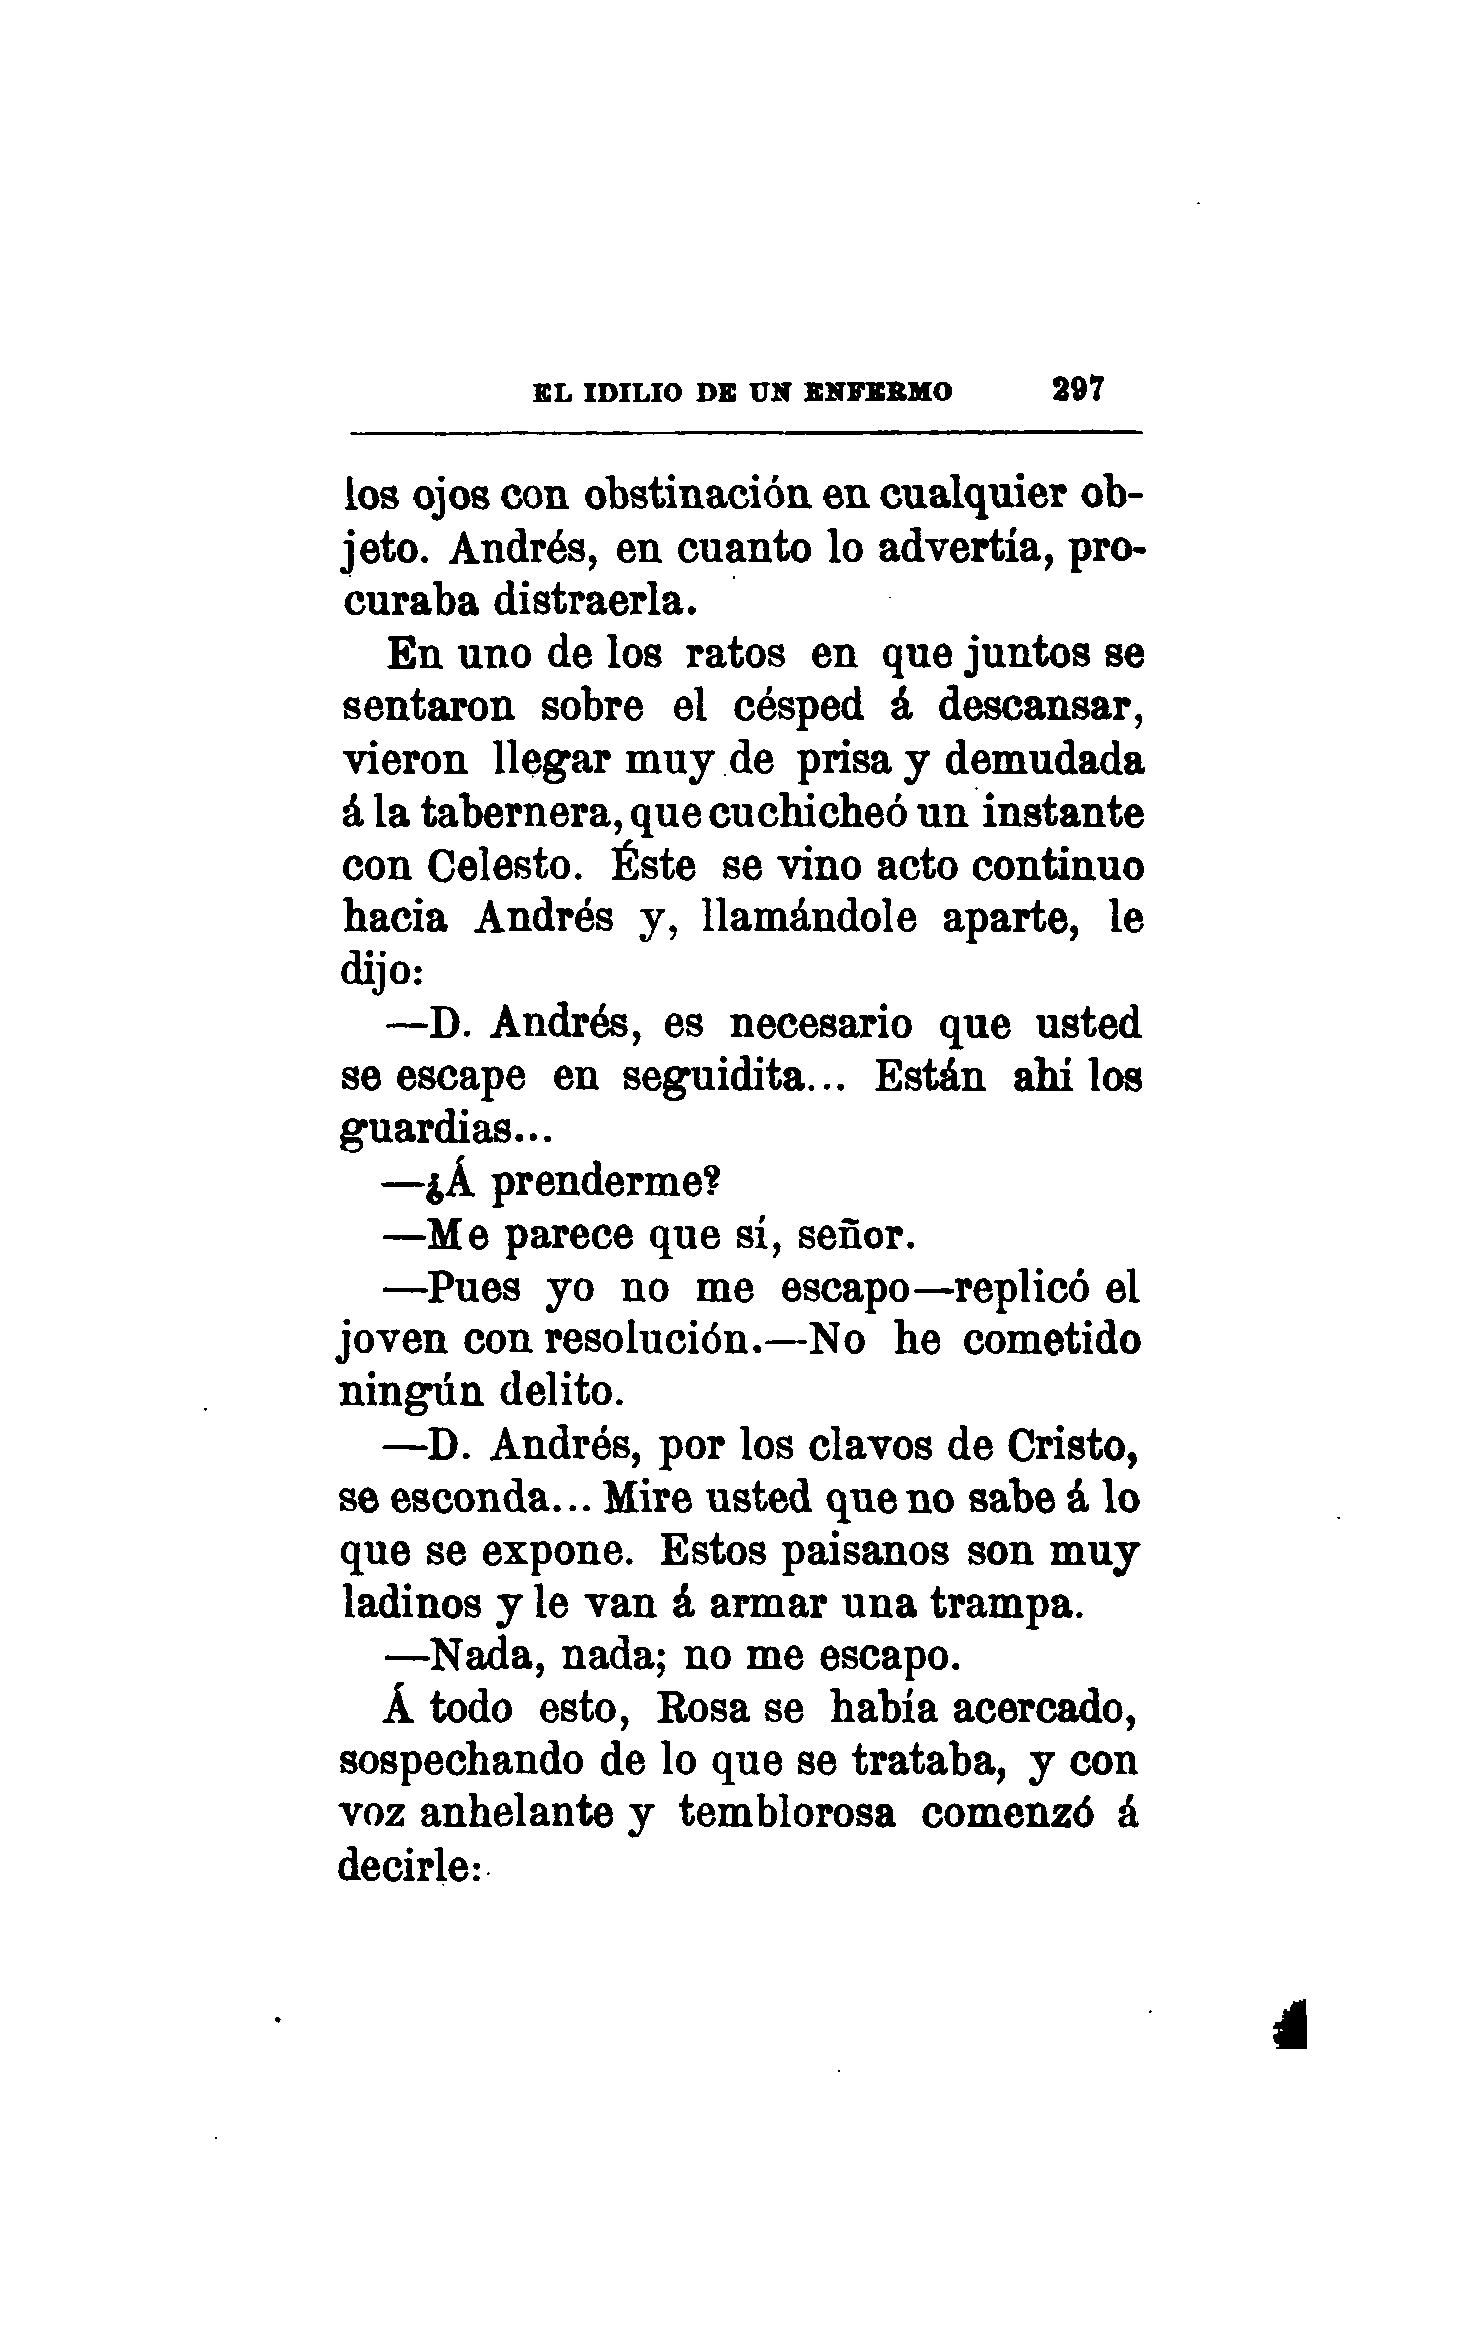 EL IDILIO DE UN ENFERMO 297
los ojos con obstinación en cualquier ob-
jeto. Andrés, en cuanto lo advertía, pro-
curaba distraerla.
En uno de los ratos en que juntos se
sentaron sobre el césped á descansar,
vieron llegar muy de prisa y demudada
á la tabernera, que cuchicheó un instante
con Celesto. Éste se vino acto continuo
hacia Andrés y, llamándole aparte, le
dijo:
—D. Andrés, es necesario que usted
se escape en seguidita... Están ahí los
guardias...
—¿Á prenderme?
—Me parece que sí, señor.
—Pues yo no me escapo—replicó el
joven con resolución.—No he cometido
ningún delito.
—D. Andrés, por los clavos de Cristo,
se esconda... Mire usted que no sabe á lo
que se expone. Estos paisanos son muy
ladinos y le van á armar una trampa.
—Nada, nada; no me escapo.
Á todo esto, Rosa se había acercado,
sospechando de lo que se trataba, y con
voz anhelante y temblorosa comenzó á
decirle: